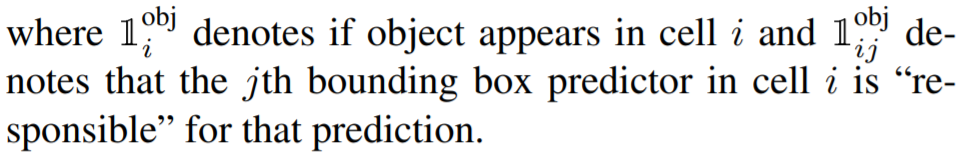 where 𝟙ᵢᵒᵇʲ denotes if object appears in cell i and 𝟙ᵢⱼᵒᵇʲ de-
notes that the jth bounding box predictor in cell i is “re-
sponsible” for that prediction.